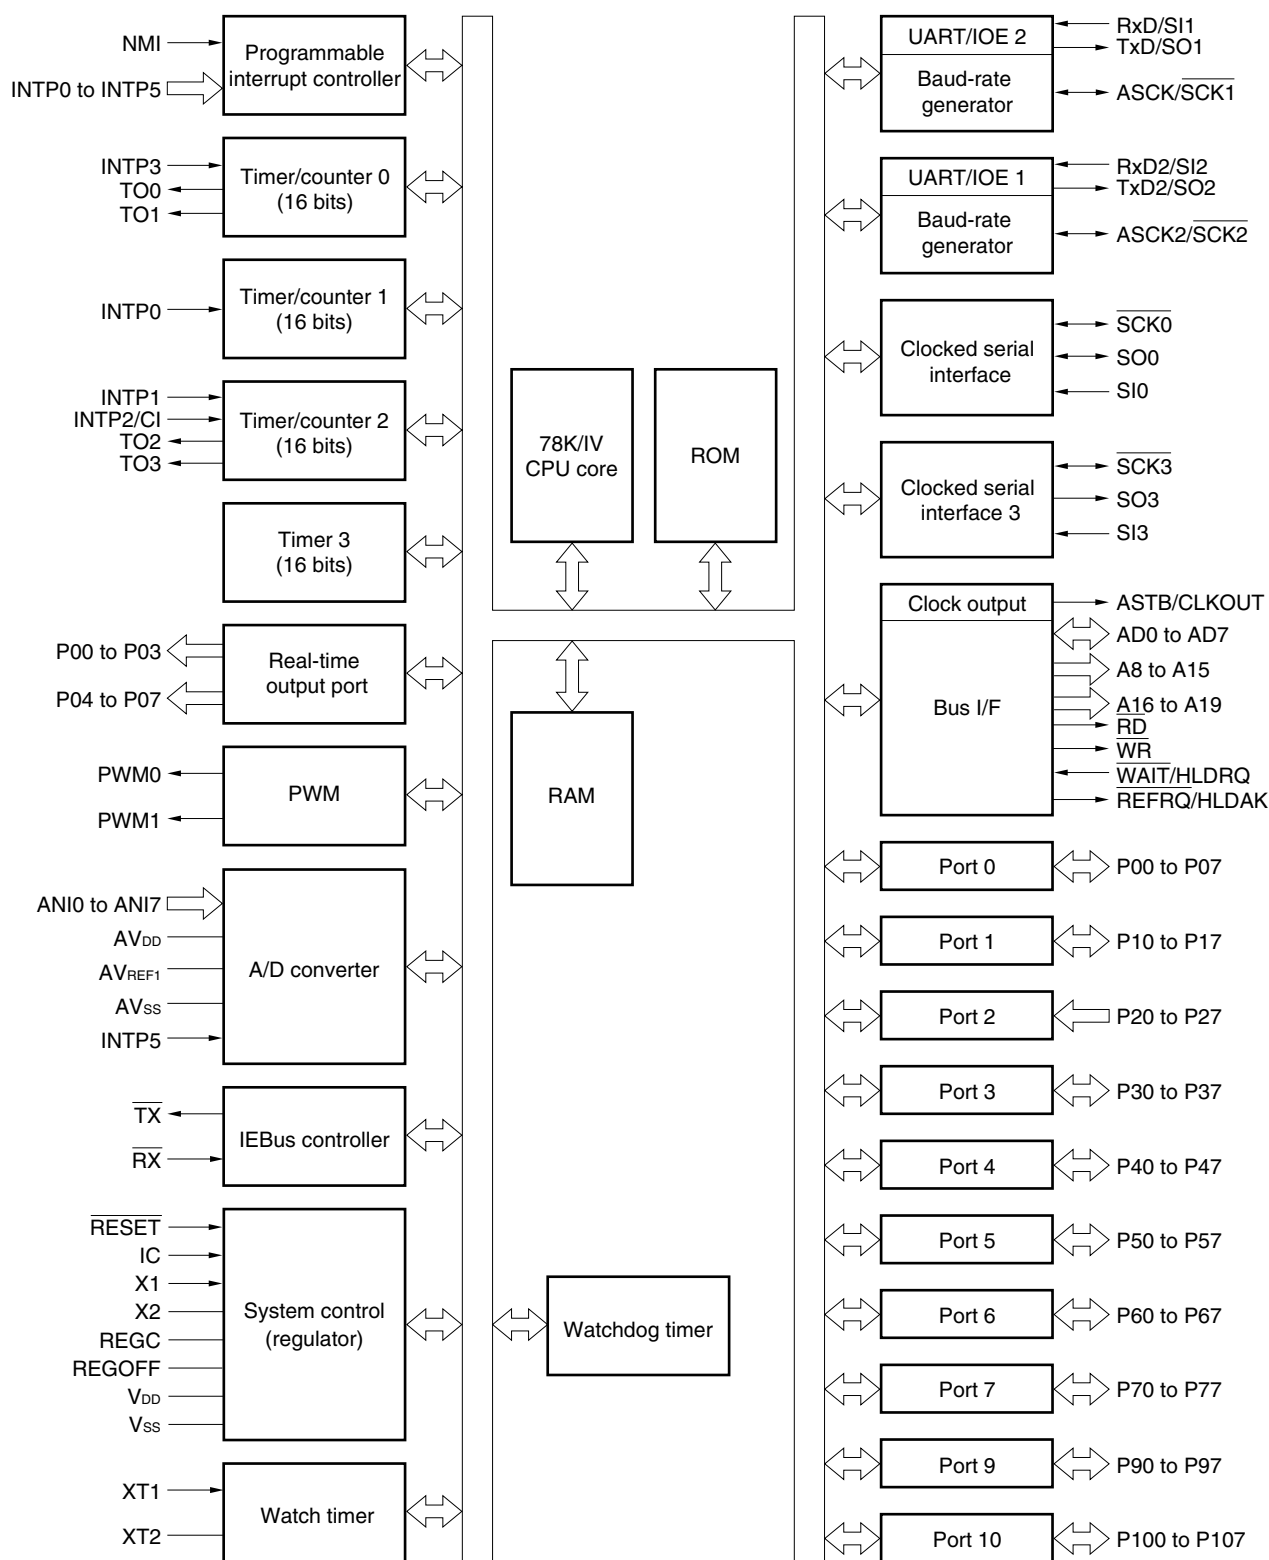 NMI
INTP0 to INTP5
Programmable
interrupt controller
INTP3
TO0
TO1
Timer/counter 0
(16 bits)
INTP0
Timer/counter 1
(16 bits)
INTP1
INTP2/CI
TO2
TO3
Timer/counter 2
(16 bits)
Timer 3
(16 bits)
P00 to P03
P04 to P07
Real-time
output port
PWM0
PWM1
PWM
ANI0 to ANI7
AVDD
AVREF1
AVSS
INTP5
A/D converter
TX
RX
IEBus controller
RESET
IC
X1
X2
REGC
REGOFF
VDD
VSS
System control
(regulator)
XT1
XT2
Watch timer
78K/IV
CPU core
ROM
RAM
Watchdog timer
UART/IOE 2
Baud-rate
generator
RxD/SI1
TxD/SO1
ASCK/SCK1
UART/IOE 1
Baud-rate
generator
RxD2/SI2
TxD2/SO2
ASCK2/SCK2
Clocked serial
interface
SCK0
SO0
SI0
Clocked serial
interface 3
SCK3
SO3
SI3
Clock output
Bus I/F
ASTB/CLKOUT
AD0 to AD7
A8 to A15
A16 to A19
RD
WR
WAIT/HLDRQ
REFRQ/HLDAK
Port 0
P00 to P07
Port 1
P10 to P17
Port 2
P20 to P27
Port 3
P30 to P37
Port 4
P40 to P47
Port 5
P50 to P57
Port 6
P60 to P67
Port 7
P70 to P77
Port 9
P90 to P97
Port 10
P100 to P107